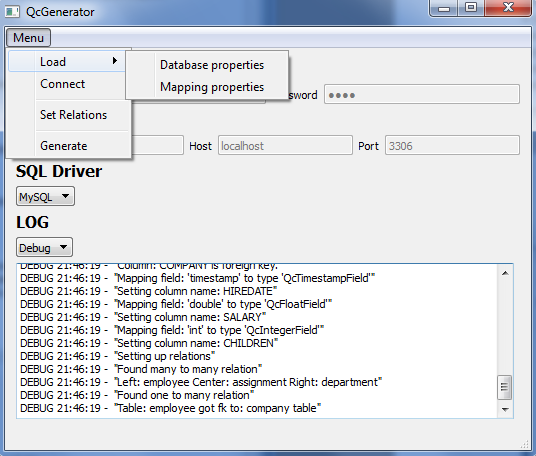 QcGenerator
Menu
Load
Database properties
Connect
Mapping properties
Set Relations
Generate
Host localhost Port 3306
SQL Driver
MySQL
LOG
Debug
DEBUG 21:46:19 - "Column: COMPANY is foreign key."
DEBUG 21:46:19 - "Mapping field: 'timestamp' to type 'QcTimestampField'"
DEBUG 21:46:19 - "Setting column name: HIREDATE"
DEBUG 21:46:19 - "Mapping field: 'double' to type 'QcFloatField'"
DEBUG 21:46:19 - "Setting column name: SALARY"
DEBUG 21:46:19 - "Mapping field: 'int' to type 'QcIntegerField'"
DEBUG 21:46:19 - "Setting column name: CHILDREN"
DEBUG 21:46:19 - "Setting up relations"
DEBUG 21:46:19 - "Found many to many relation"
DEBUG 21:46:19 - "Left: employee Center: assignment Right: department"
DEBUG 21:46:19 - "Found one to many relation"
DEBUG 21:46:19 - "Table: employee got fk to: company table"